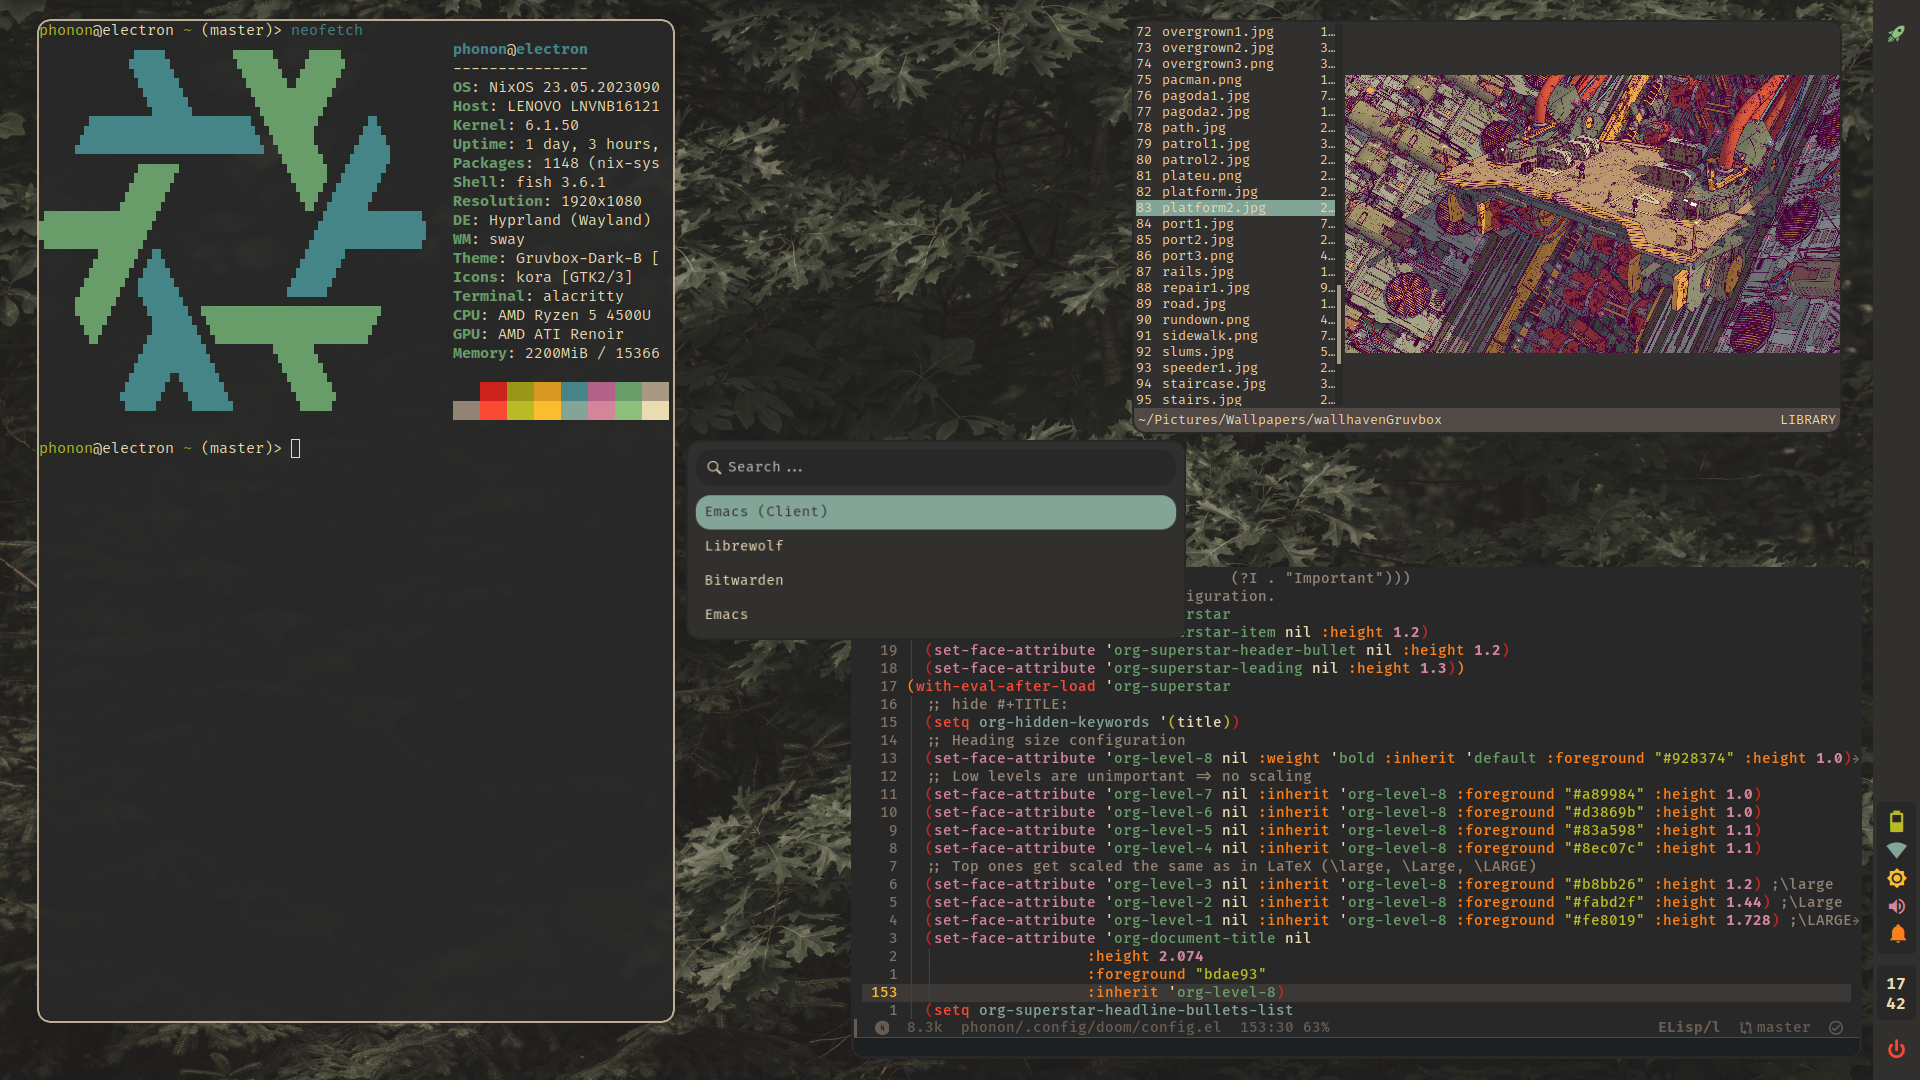 phonon@electron ~ (master)> neofetch
phonon@electron
---------------
OS: NixOS 23.05.2023090
Host: LENOVO LNVNB16121
Kernel: 6.1.50
Uptime: 1 day, 3 hours,
Packages: 1148 (nix-sys
Shell: fish 3.6.1
Resolution: 1920x1080
DE: Hyprland (Wayland)
WM: sway
Theme: Gruvbox-Dark-B [
Icons: kora [GTK2/3]
Terminal: alacritty
CPU: AMD Ryzen 5 4500U
GPU: AMD ATI Renoir
Memory: 2200MiB / 15366
phonon@electron ~ (master)>
72 overgrown1.jpg 1…
73 overgrown2.jpg 3…
74 overgrown3.png 3…
75 pacman.png 1…
76 pagoda1.jpg 7…
77 pagoda2.jpg 1…
78 path.jpg 2…
79 patrol1.jpg 3…
80 patrol2.jpg 2…
81 plateu.png 2…
82 platform.jpg 2…
83 platform2.jpg 2…
84 port1.jpg 7…
85 port2.jpg 2…
86 port3.png 4…
87 rails.jpg 1…
88 repair1.jpg 9…
89 road.jpg 1…
90 rundown.png 4…
91 sidewalk.png 7…
92 slums.jpg 5…
93 speeder1.jpg 2…
94 staircase.jpg 3…
95 stairs.jpg 2…
~/Pictures/Wallpapers/wallhavenGruvbox LIBRARY
Search ...
Emacs (Client)
Librewolf
Bitwarden
Emacs
(?I . "Important")))
iguration.
rstar
rstar-item nil :height 1.2)
19 (set-face-attribute 'org-superstar-header-bullet nil :height 1.2)
18 (set-face-attribute 'org-superstar-leading nil :height 1.3))
17 (with-eval-after-load 'org-superstar
16 ;; hide #+TITLE:
15 (setq org-hidden-keywords '(title))
14 ;; Heading size configuration
13 (set-face-attribute 'org-level-8 nil :weight 'bold :inherit 'default :foreground "#928374" :height 1.0)
12 ;; Low levels are unimportant => no scaling
11 (set-face-attribute 'org-level-7 nil :inherit 'org-level-8 :foreground "#a89984" :height 1.0)
10 (set-face-attribute 'org-level-6 nil :inherit 'org-level-8 :foreground "#d3869b" :height 1.0)
9 (set-face-attribute 'org-level-5 nil :inherit 'org-level-8 :foreground "#83a598" :height 1.1)
8 (set-face-attribute 'org-level-4 nil :inherit 'org-level-8 :foreground "#8ec07c" :height 1.1)
7 ;; Top ones get scaled the same as in LaTeX (\large, \Large, \LARGE)
6 (set-face-attribute 'org-level-3 nil :inherit 'org-level-8 :foreground "#b8bb26" :height 1.2) ;\large
5 (set-face-attribute 'org-level-2 nil :inherit 'org-level-8 :foreground "#fabd2f" :height 1.44) ;\Large
4 (set-face-attribute 'org-level-1 nil :inherit 'org-level-8 :foreground "#fe8019" :height 1.728) ;\LARGE
3 (set-face-attribute 'org-document-title nil
2 :height 2.074
1 :foreground "bdae93"
153 :inherit 'org-level-8)
1 (setq org-superstar-headline-bullets-list
8.3k phonon/.config/doom/config.el 153:30 63% ELisp/l master
17
42